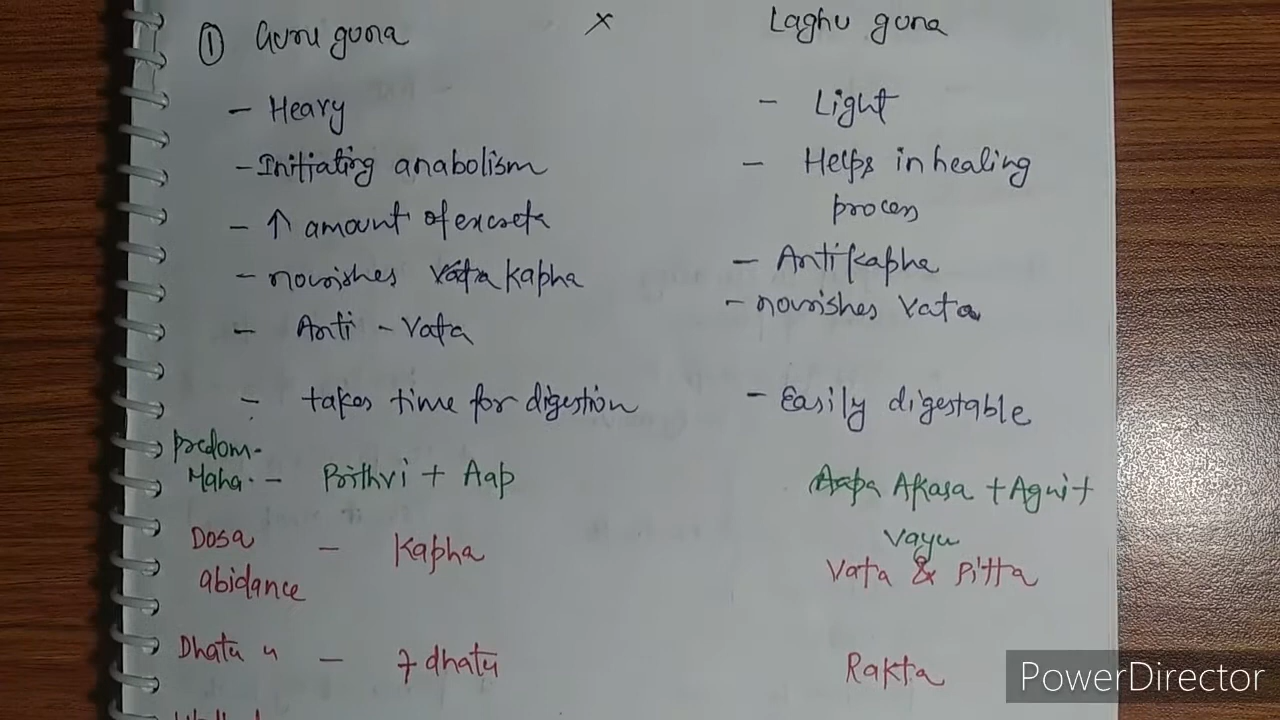 ① Guru guna x Laghu guna
- Heavy - Light
- Initiating anabolism - Helps in healing
process
- ↑ amount of excreta
- Antikapha
- nourishes vata kapha
- nourishes vata
- Anti - vata
- takes time for digestion - Easily digestable
predom.
Maha. - Prithvi + Aap Aapa Akasa + Agni +
vayu
Dosa - Kapha
abidance
Vata & Pitta
Dhatu " - 7 dhatu Rakta
PowerDirector